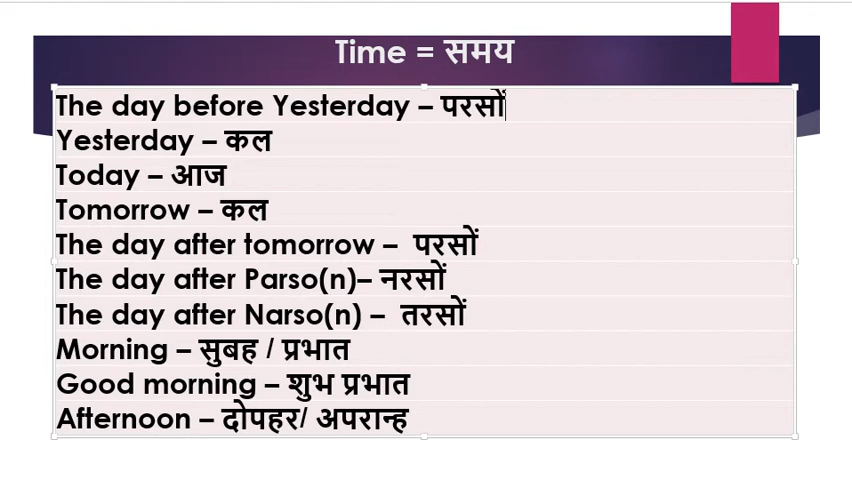 Time = समय
The day before Yesterday – परसों
Yesterday – कल
Today – आज
Tomorrow – कल
The day after tomorrow – परसों
The day after Parso(n)– नरसों
The day after Narso(n) – तरसों
Morning – सुबह / प्रभात
Good morning – शुभ प्रभात
Afternoon – दोपहर/ अपरान्ह